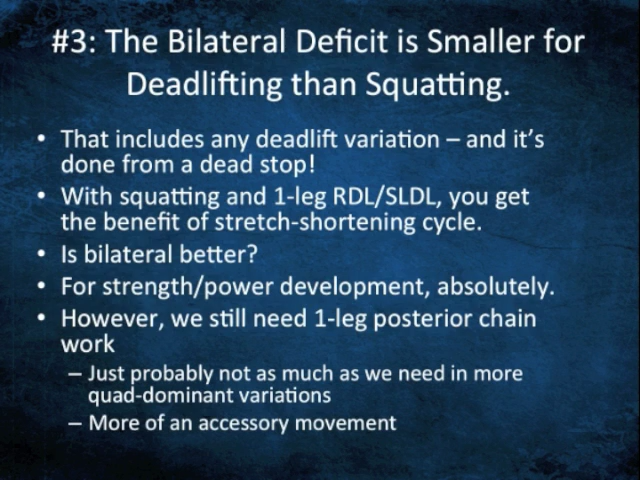 #3: The Bilateral Deficit is Smaller for
Deadlifting than Squatting.
• That includes any deadlift variation – and it's
done from a dead stop!
• With squatting and 1-leg RDL/SLDL, you get
the benefit of stretch-shortening cycle.
• Is bilateral better?
• For strength/power development, absolutely.
• However, we still need 1-leg posterior chain
work
– Just probably not as much as we need in more
quad-dominant variations
– More of an accessory movement